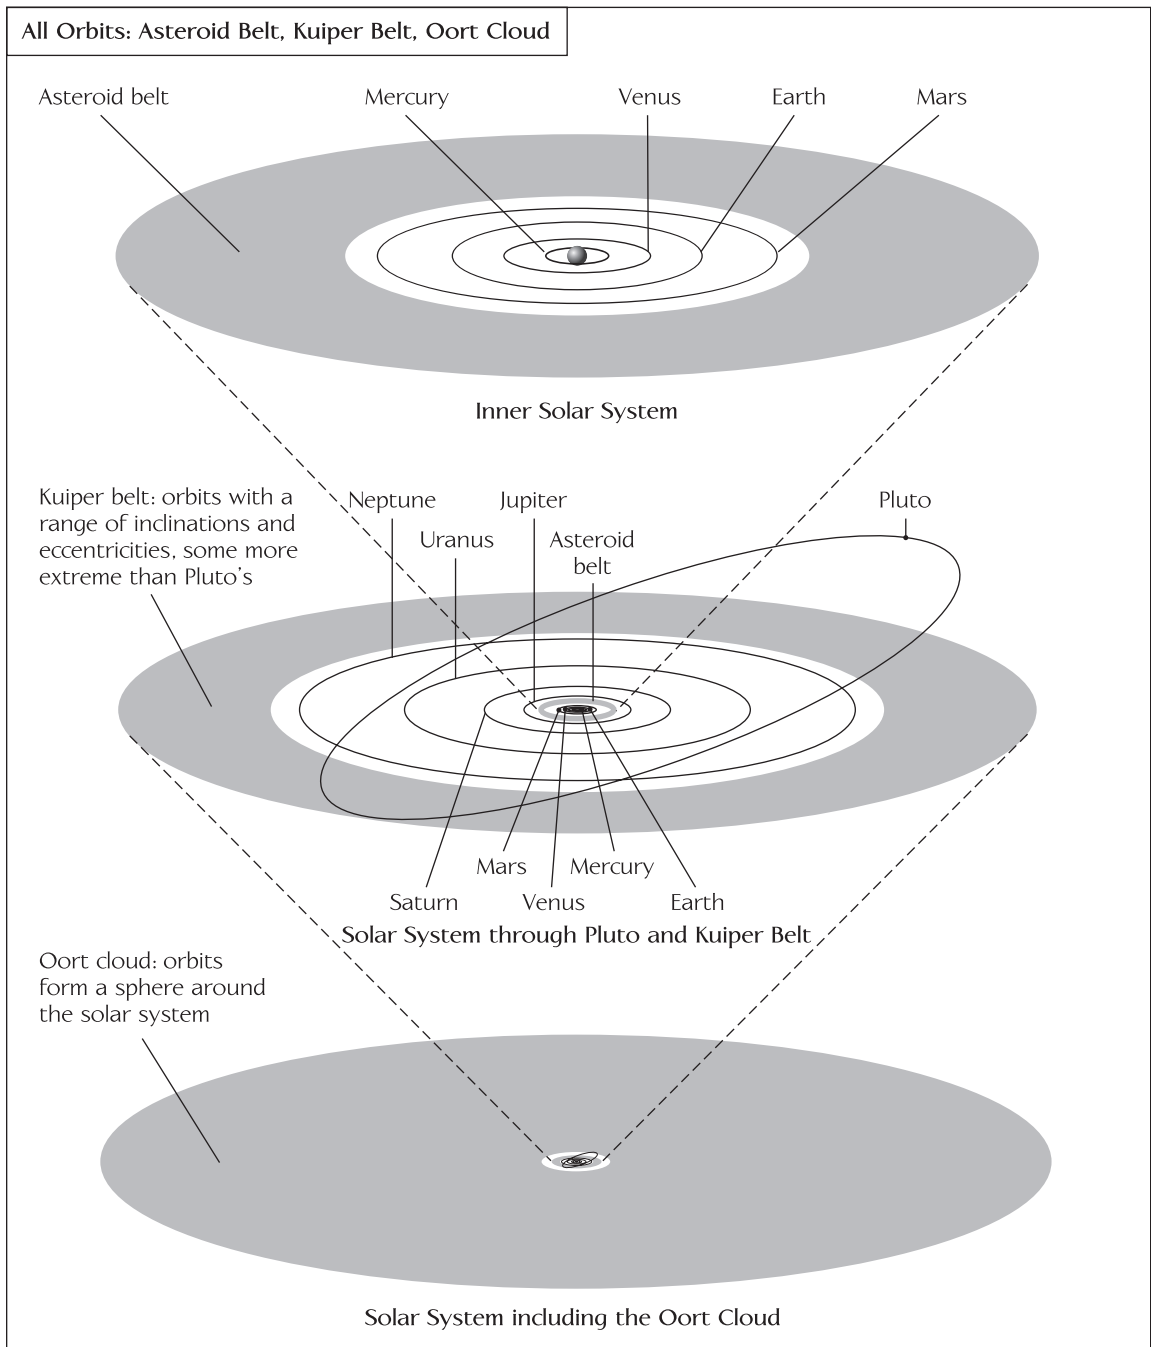 All Orbits: Asteroid Belt, Kuiper Belt, Oort Cloud
Asteroid belt
Mercury
Venus
Earth
Mars
Inner Solar System
Kuiper belt: orbits with a
range of inclinations and
eccentricities, some more
extreme than Pluto’s
Neptune
Jupiter
Pluto
Uranus
Asteroid
belt
Mars
Mercury
Saturn
Venus
Earth
Solar System through Pluto and Kuiper Belt
Oort cloud: orbits
form a sphere around
the solar system
Solar System including the Oort Cloud